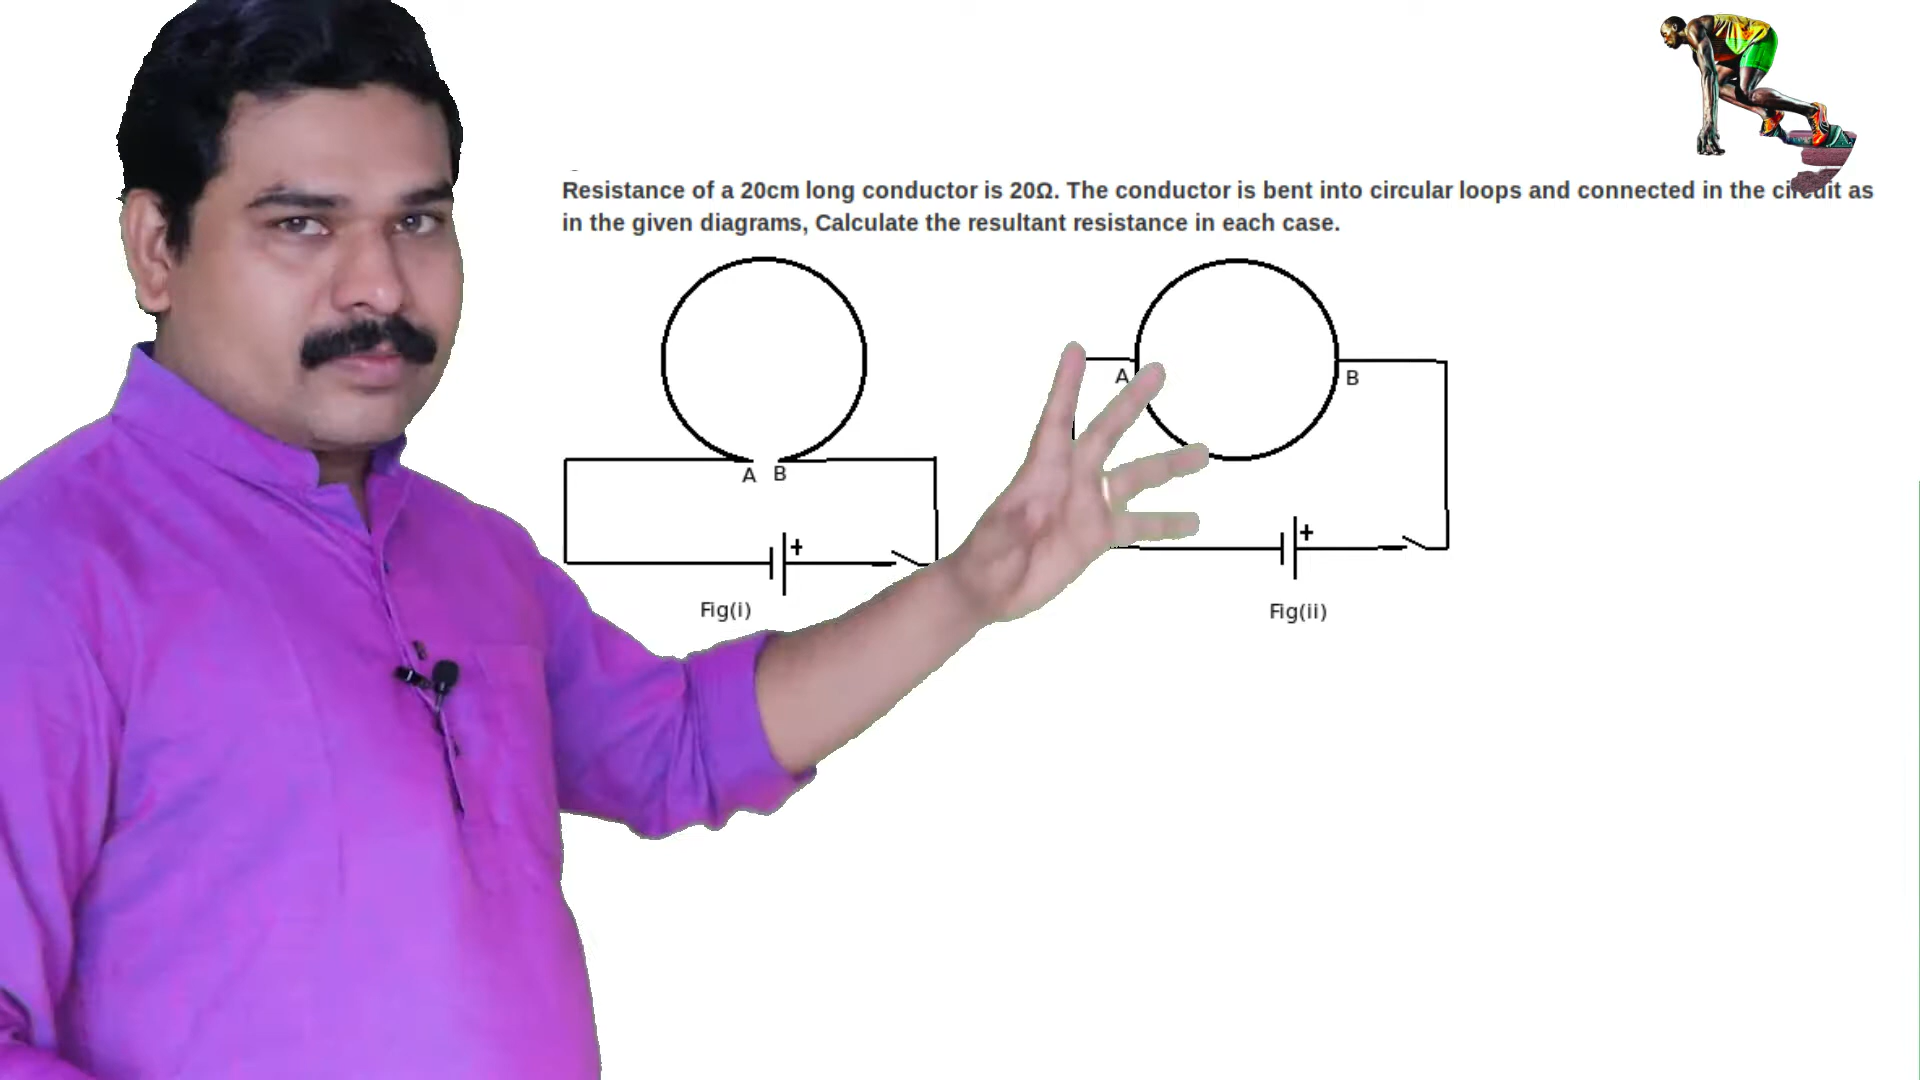 Resistance of a 20cm long conductor is 20Ω. The conductor is bent into circular loops and connected in the circuit as
in the given diagrams, Calculate the resultant resistance in each case.
A B
+
Fig(i)
A
B
+
Fig(ii)